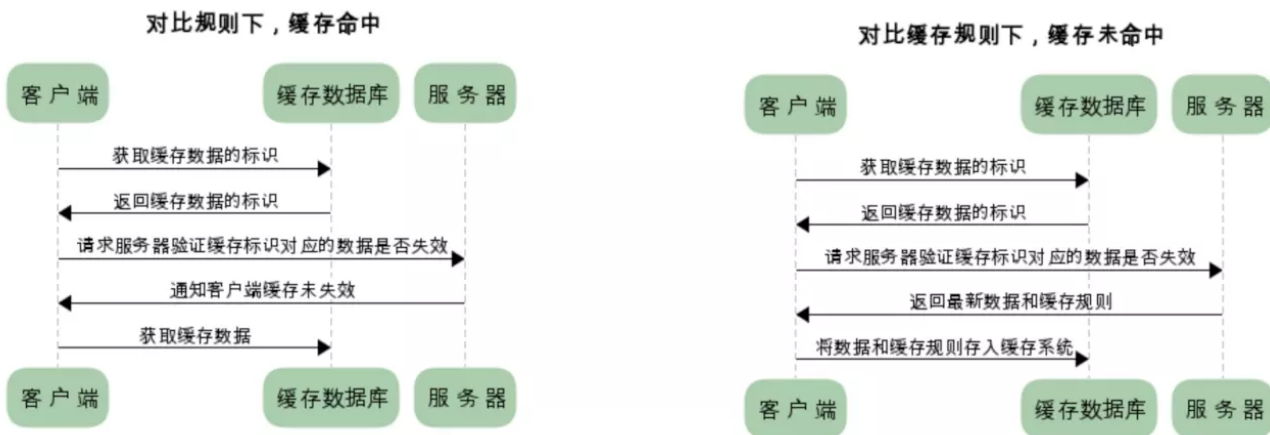 对比规则下，缓存命中
客户端
缓存数据库
服务器
获取缓存数据的标识
返回缓存数据的标识
请求服务器验证缓存标识对应的数据是否失效
通知客户端缓存未失效
获取缓存数据
客户端
缓存数据库
服务器
对比缓存规则下，缓存未命中
客户端
缓存数据库
服务器
获取缓存数据的标识
返回缓存数据的标识
请求服务器验证缓存标识对应的数据是否失效
返回最新数据和缓存规则
将数据和缓存规则存入缓存系统
客户端
缓存数据库
服务器